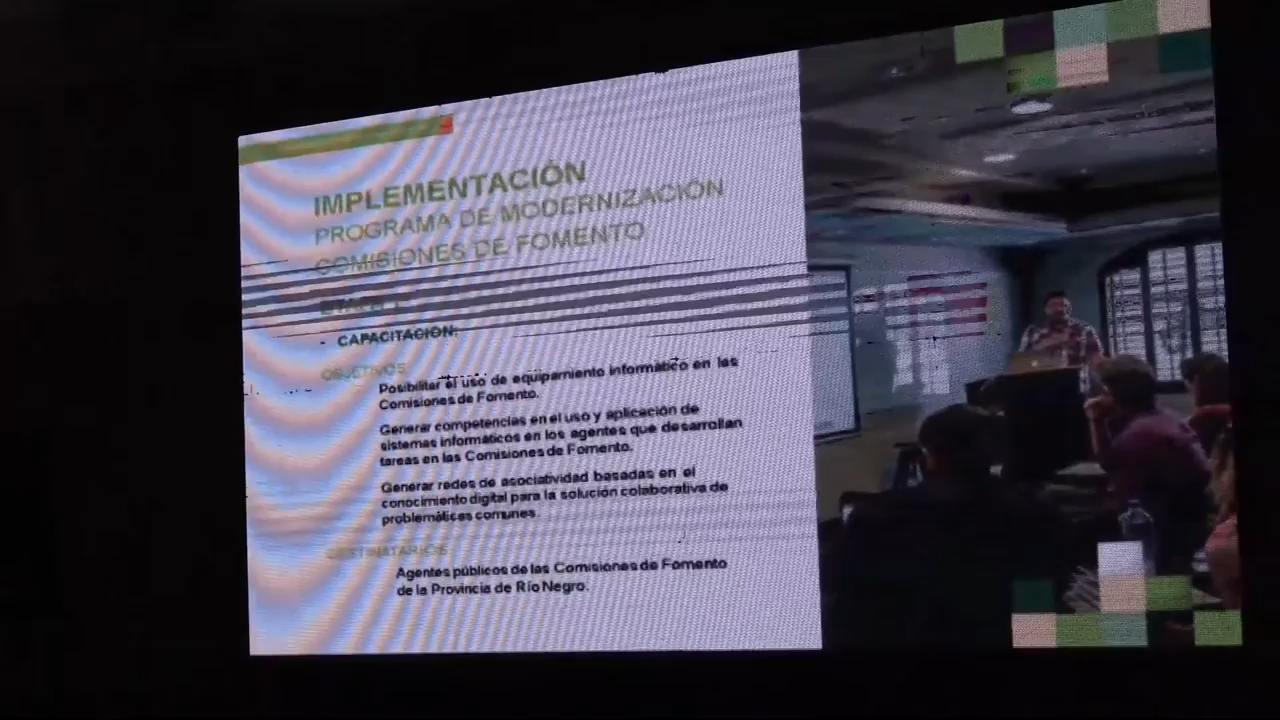 IMPLEMENTACIÓN
PROGRAMA DE MODERNIZACIÓN
COMISIONES DE FOMENTO
- CAPACITACIÓN:
OBJETIVOS
Posibilitar el uso de equipamiento informático en las
Comisiones de Fomento.
Generar competencias en el uso y aplicación de
sistemas informáticos en los agentes que desarrollan
tareas en las Comisiones de Fomento.
Generar redes de asociatividad basadas en el
conocimiento digital para la solución colaborativa de
problemáticas comunes.
DESTINATARIOS
Agentes públicos de las Comisiones de Fomento
de la Provincia de Río Negro.